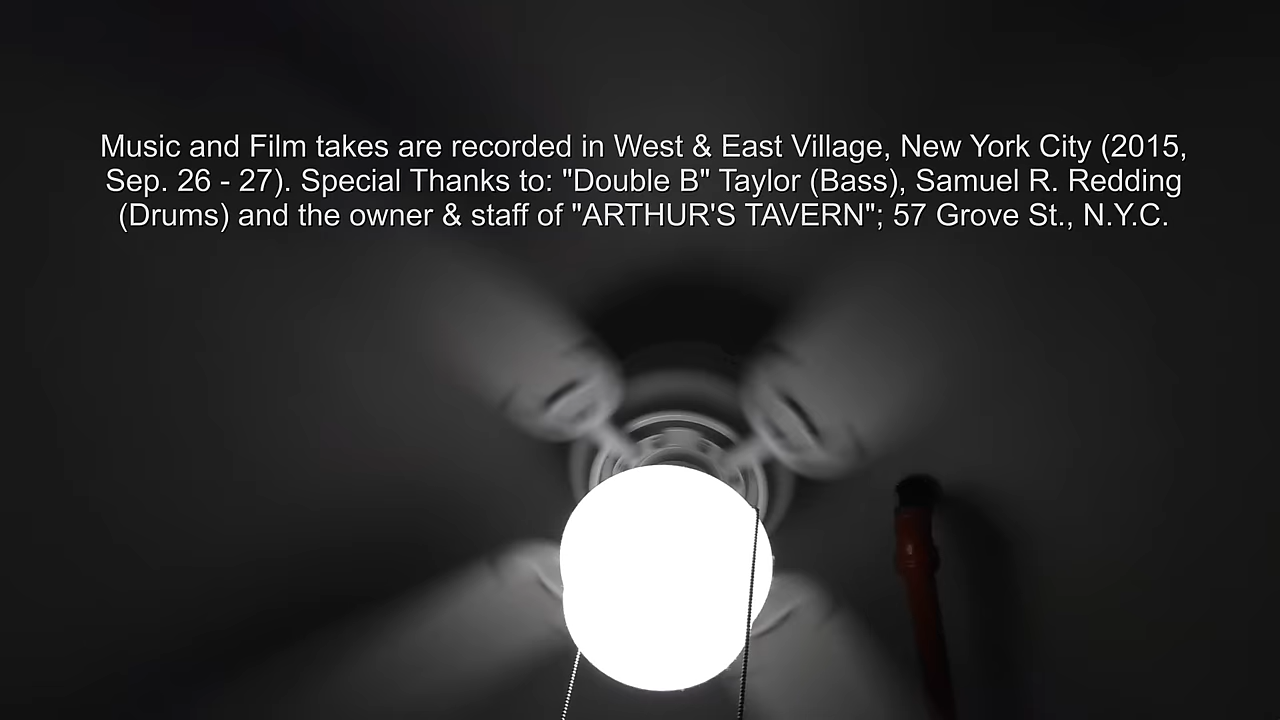 Music and Film takes are recorded in West & East Village, New York City (2015,
Sep. 26 - 27). Special Thanks to: "Double B" Taylor (Bass), Samuel R. Redding
(Drums) and the owner & staff of "ARTHUR'S TAVERN"; 57 Grove St., N.Y.C.